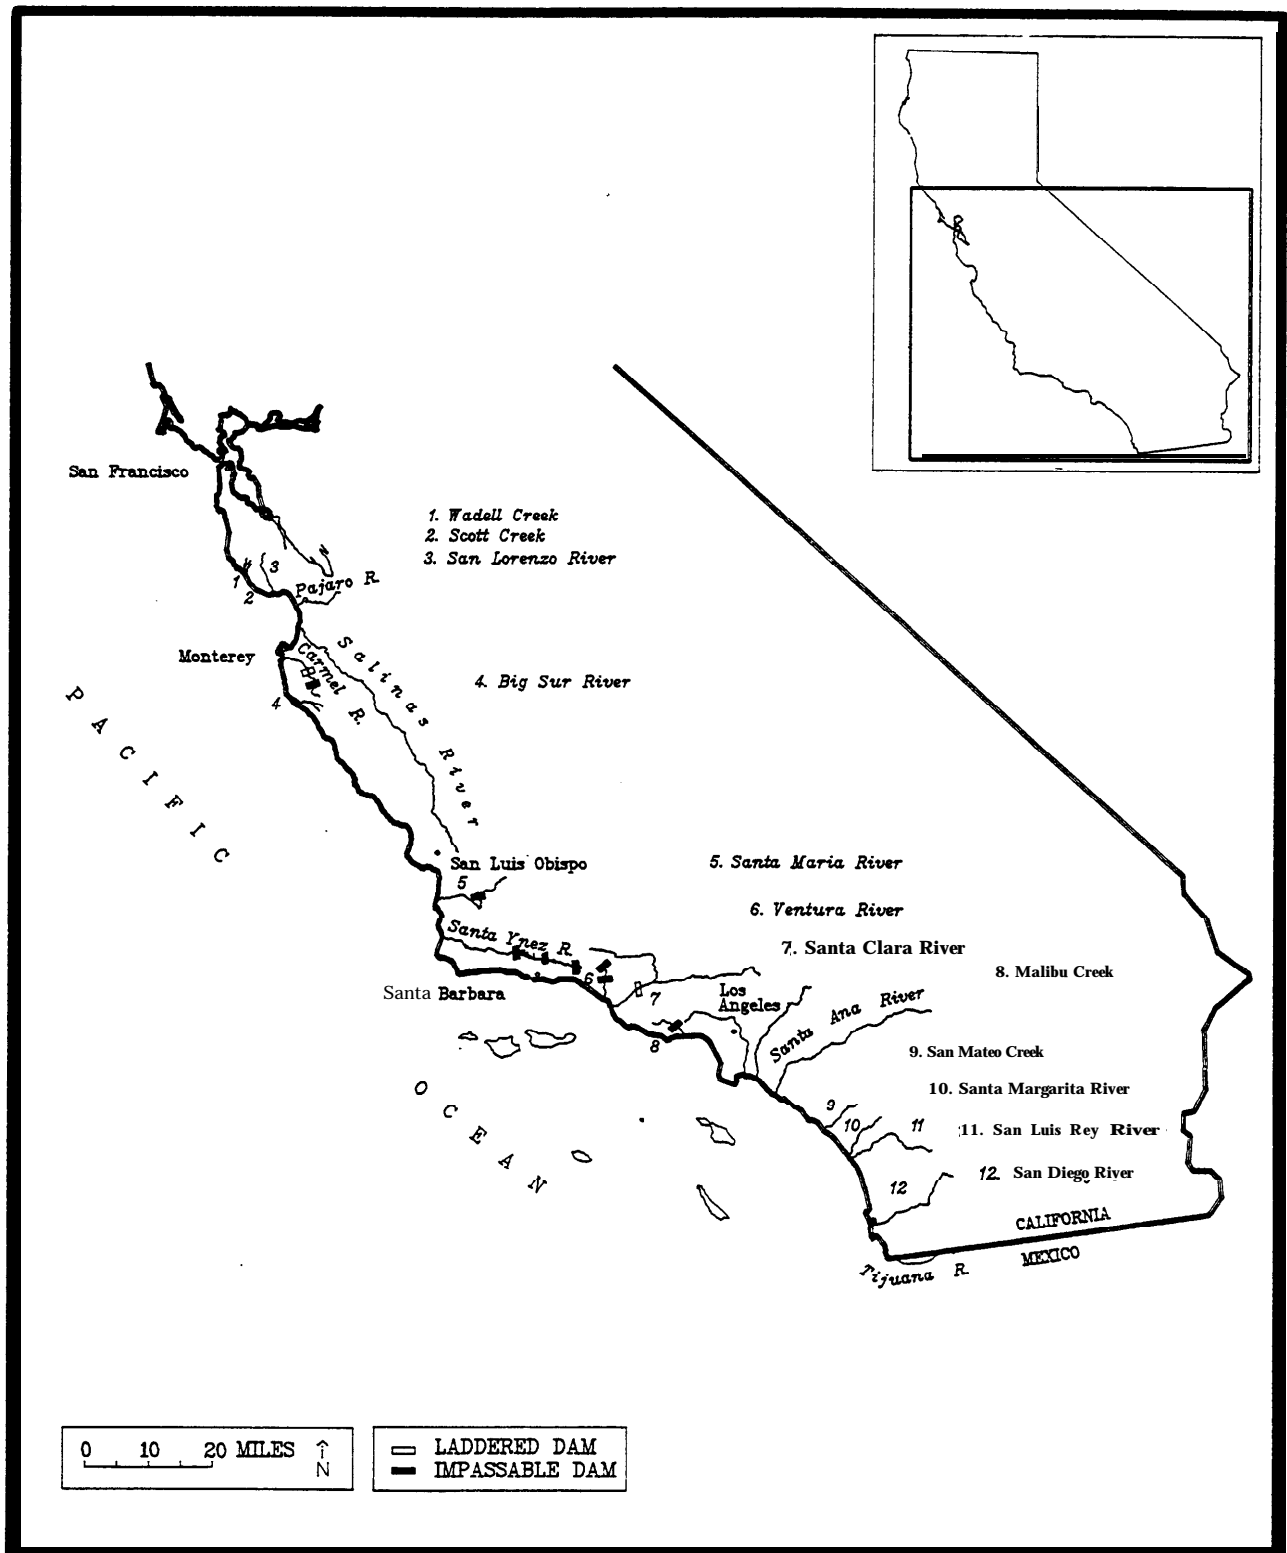 San Francisco
1. Wadell Creek
2. Scott Creek
3. San Lorenzo River
3
1
2
Pajaro R.
Monterey
Carmel R.
Salinas River
4. Big Sur River
4
PACIFIC
San Luis Obispo
5
5. Santa Maria River
6. Ventura River
Santa Ynez R.
7. Santa Clara River
8. Malibu Creek
6
7
Santa Barbara
Los
Angeles
Santa Ana River
8
9. San Mateo Creek
OCEAN
10. Santa Margarita River
9
10
11
11. San Luis Rey River
12
12. San Diego River
CALIFORNIA
MEXICO
Tijuana R.
0 10 20 MILES
N
LADDERED DAM
IMPASSABLE DAM